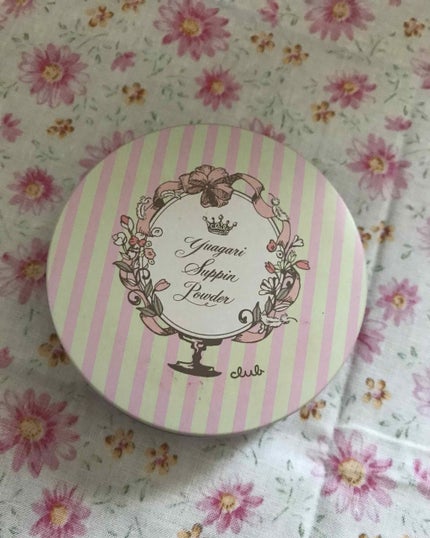 Yuagari
Suppin
Powder
club